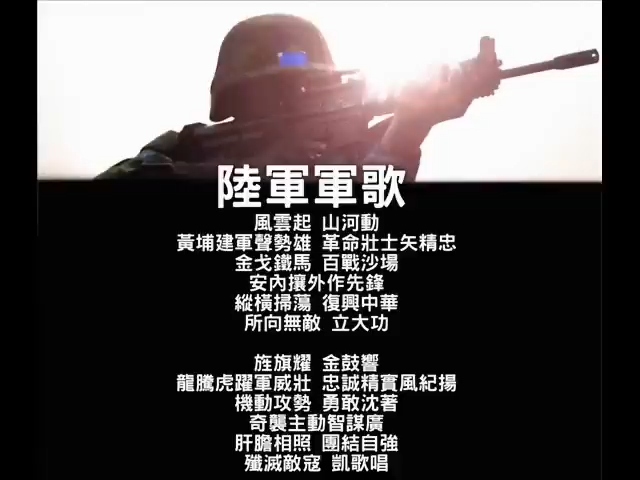 陸軍軍歌
風雲起 山河動
黃埔建軍聲勢雄 革命壯士矢精忠
金戈鐵馬 百戰沙場
安內攘外作先鋒
縱橫掃蕩 復興中華
所向無敵 立大功
旌旗耀 金鼓響
龍騰虎躍軍威壯 忠誠精實風紀揚
機動攻勢 勇敢沈著
奇襲主動智謀廣
肝膽相照 團結自強
殲滅敵寇 凱歌唱